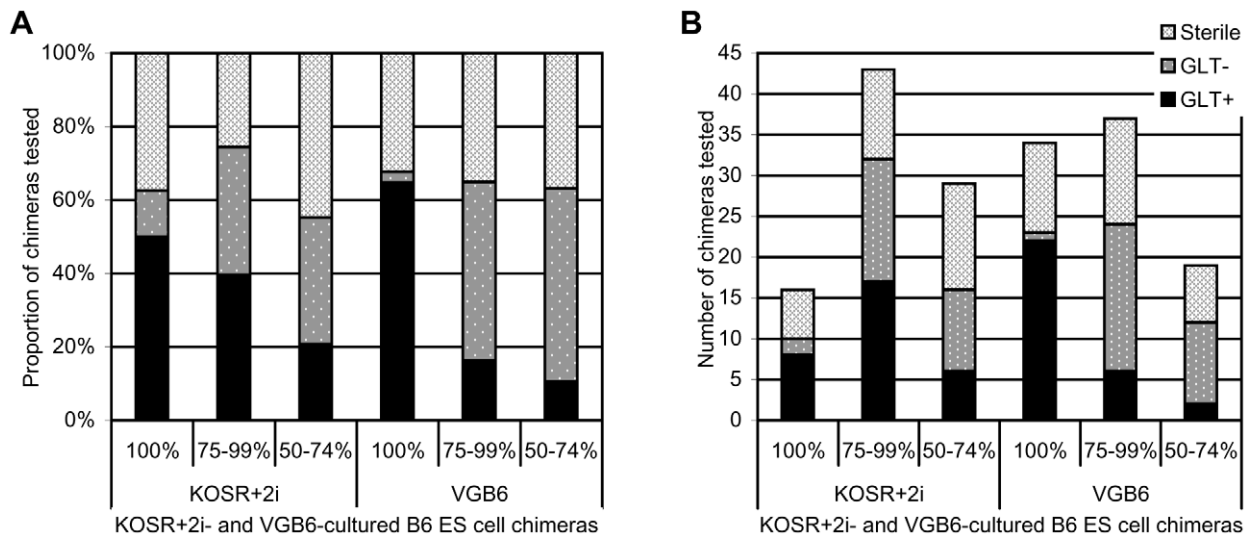 A
Proportion of chimeras tested
100%
80%
60%
40%
20%
0%
100% 75-99% 50-74% 100% 75-99% 50-74%
KOSR+2i VGB6
KOSR+2i- and VGB6-cultured B6 ES cell chimeras
B
Number of chimeras tested
45
40
35
30
25
20
15
10
5
0
Sterile
GLT-
GLT+
100% 75-99% 50-74% 100% 75-99% 50-74%
KOSR+2i VGB6
KOSR+2i- and VGB6-cultured B6 ES cell chimeras